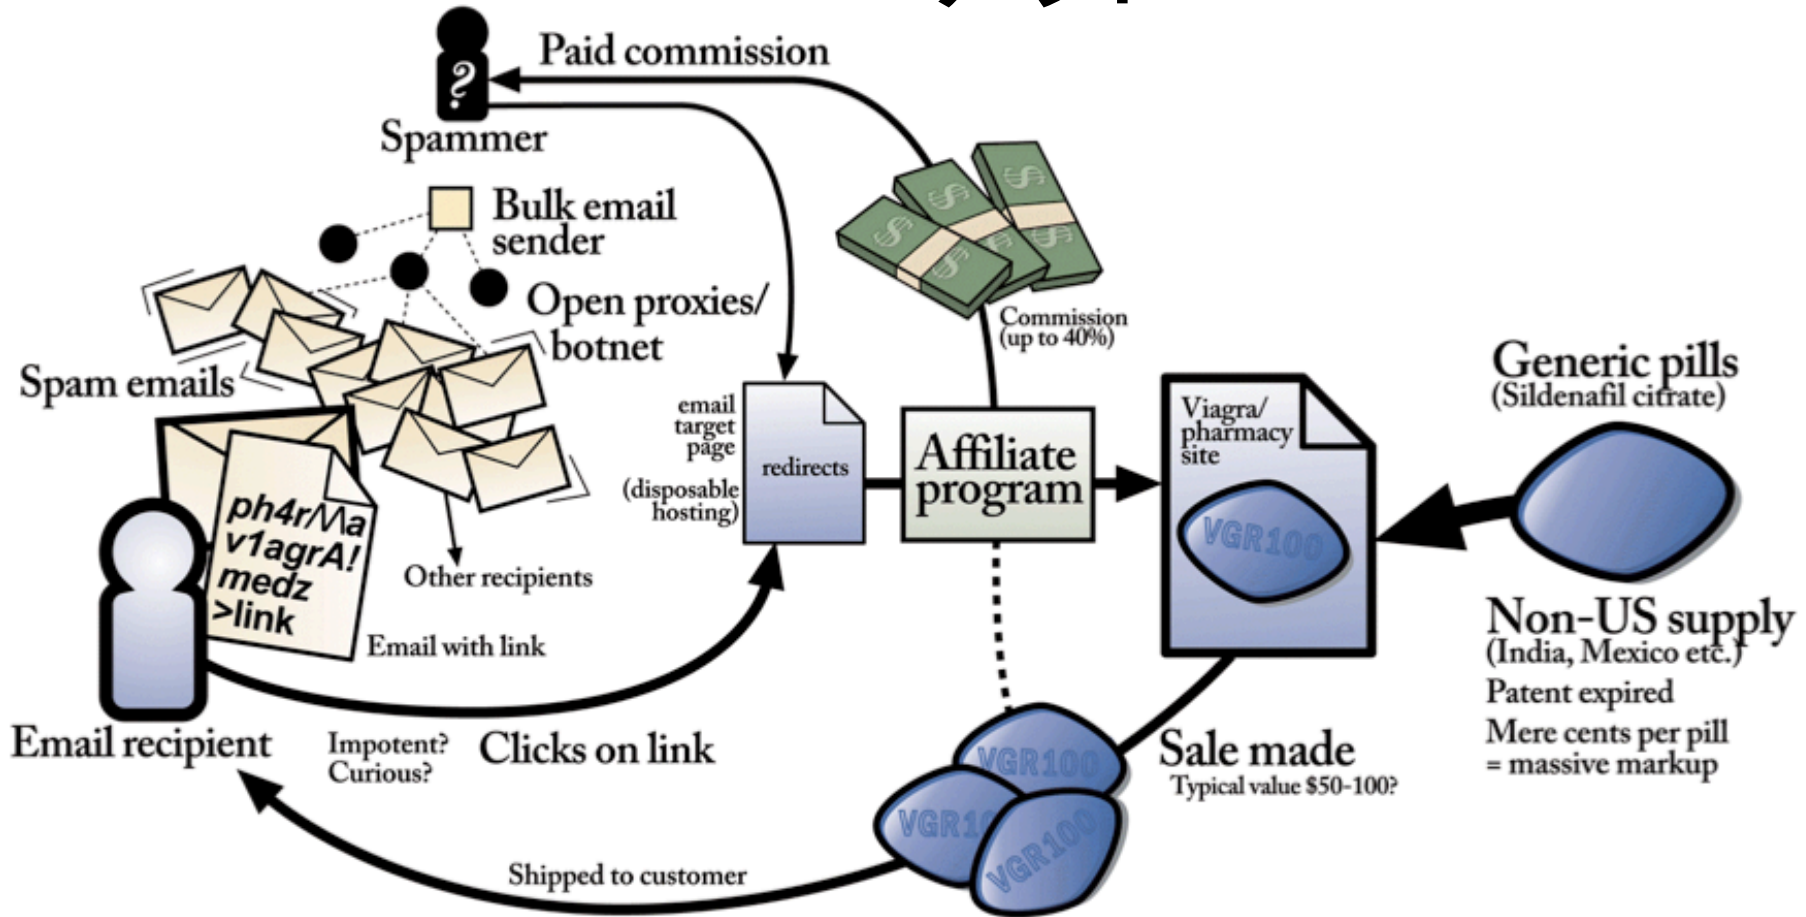 Paid commission
?
Spammer
Bulk email
sender
Open proxies/
botnet
Spam emails
ph4r/\/\a
v1agrA!
medz
>link
Other recipients
Email with link
Email recipient
Impotent?
Curious?
Clicks on link
Shipped to customer
email
target
page
(disposable
hosting)
redirects
$
$
$
$
$
$
Commission
(up to 40%)
Affiliate
program
Viagra/
pharmacy
site
VGR100
VGR100
VGR10
VGR100
Sale made
Typical value $50-100?
Generic pills
(Sildenafil citrate)
Non-US supply
(India, Mexico etc.)
Patent expired
Mere cents per pill
= massive markup